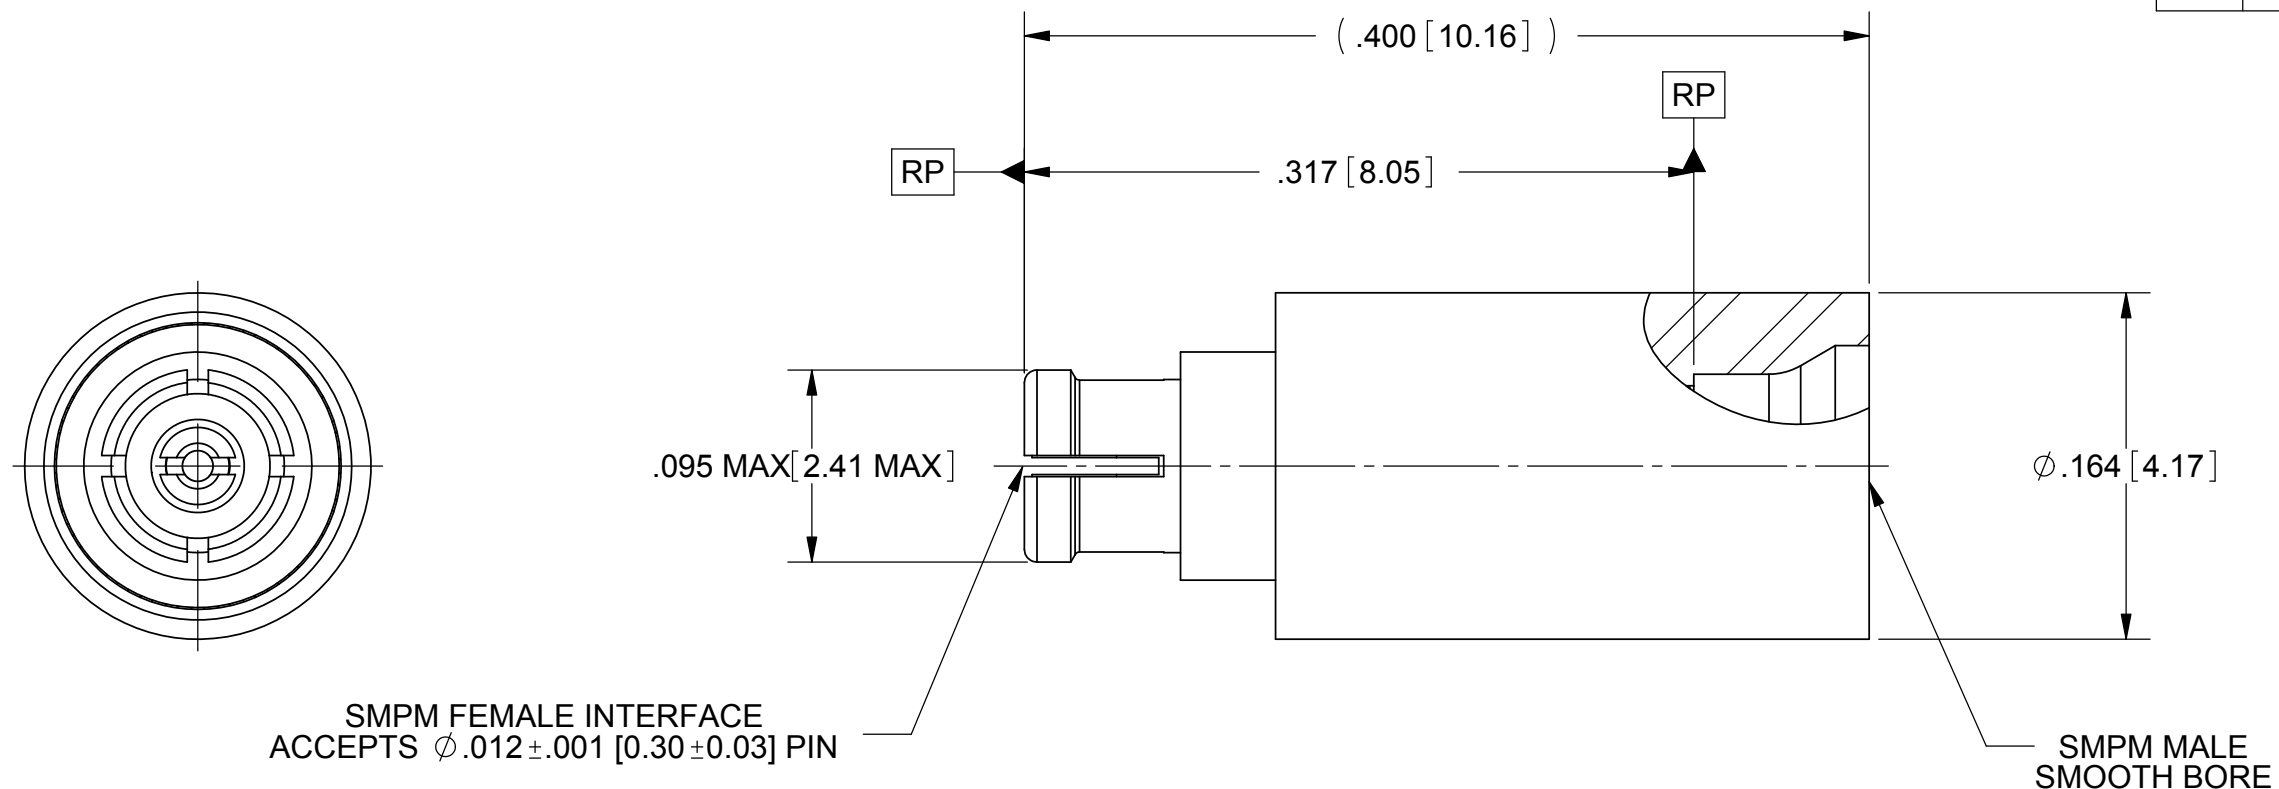 ( .400 [10.16] )
RP
RP
.317 [8.05]
.095 MAX[2.41 MAX]
⌀.164 [4.17]
SMPM FEMALE INTERFACE
ACCEPTS ⌀.012±.001 [0.30±0.03] PIN
SMPM MALE
SMOOTH BORE